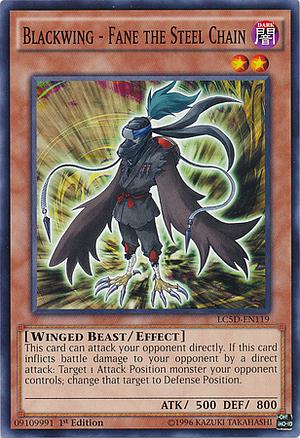 Blackwing - Fane the Steel Chain
DARK
闇
LC5D-EN119
[Winged Beast/Effect]
This card can attack your opponent directly. If this card
inflicts battle damage to your opponent by a direct
attack: Target 1 Attack Position monster your opponent
controls; change that target to Defense Position.
ATK/ 500 DEF/ 800
09109991 1st Edition ©1996 KAZUKI TAKAHASHI